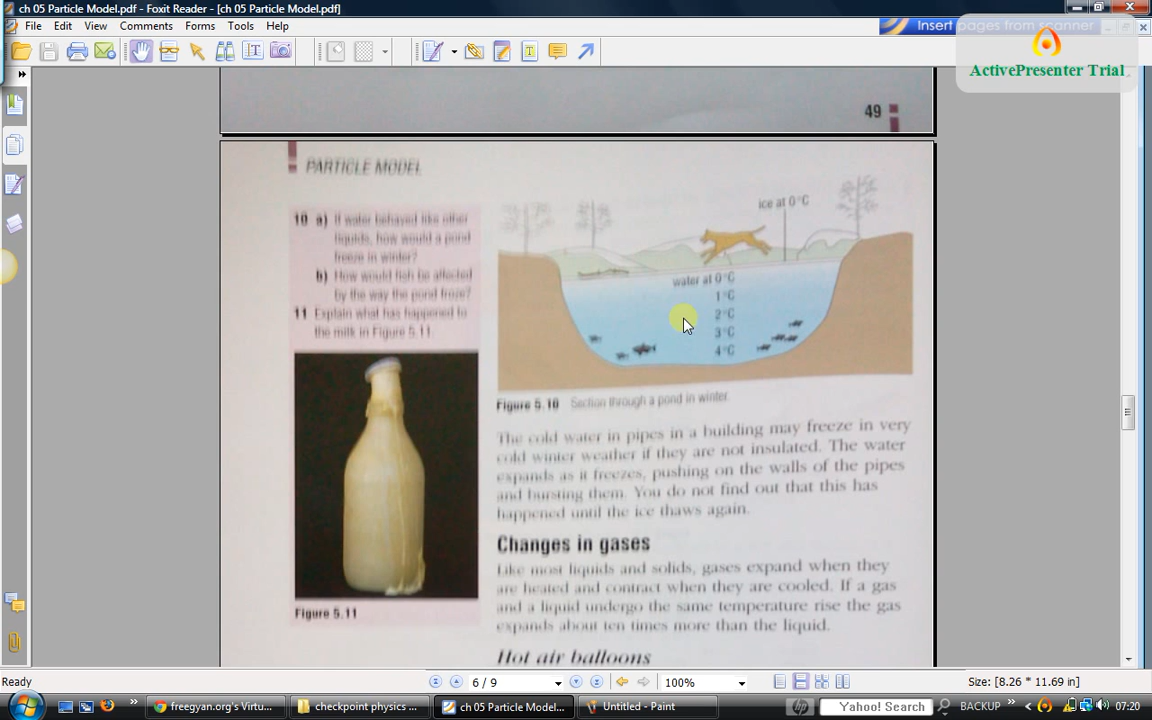 ch 05 Particle Model.pdf - Foxit Reader - [ch 05 Particle Model.pdf]
File Edit View Comments Forms Tools Help
Insert pages from scanner
ActivePresenter Trial
49
PARTICLE MODEL
10 a) If water behaved like other
liquids, how would a pond
freeze in winter?
b) How would fish be affected
by the way the pond froze?
11 Explain what has happened to
the milk in Figure 5.11.
Figure 5.11
ice at 0°C
water at 0°C
1°C
2°C
3°C
4°C
Figure 5.10 Section through a pond in winter.
The cold water in pipes in a building may freeze in very
cold winter weather if they are not insulated. The water
expands as it freezes, pushing on the walls of the pipes
and bursting them. You do not find out that this has
happened until the ice thaws again.
Changes in gases
Like most liquids and solids, gases expand when they
are heated and contract when they are cooled. If a gas
and a liquid undergo the same temperature rise the gas
expands about ten times more than the liquid.
Hot air balloons
Ready
6 / 9
100%
Size: [8.26 * 11.69 in]
freegyan.org's Virtu...
checkpoint physics ...
ch 05 Particle Mode...
Untitled - Paint
Yahoo! Search
BACKUP
07:20